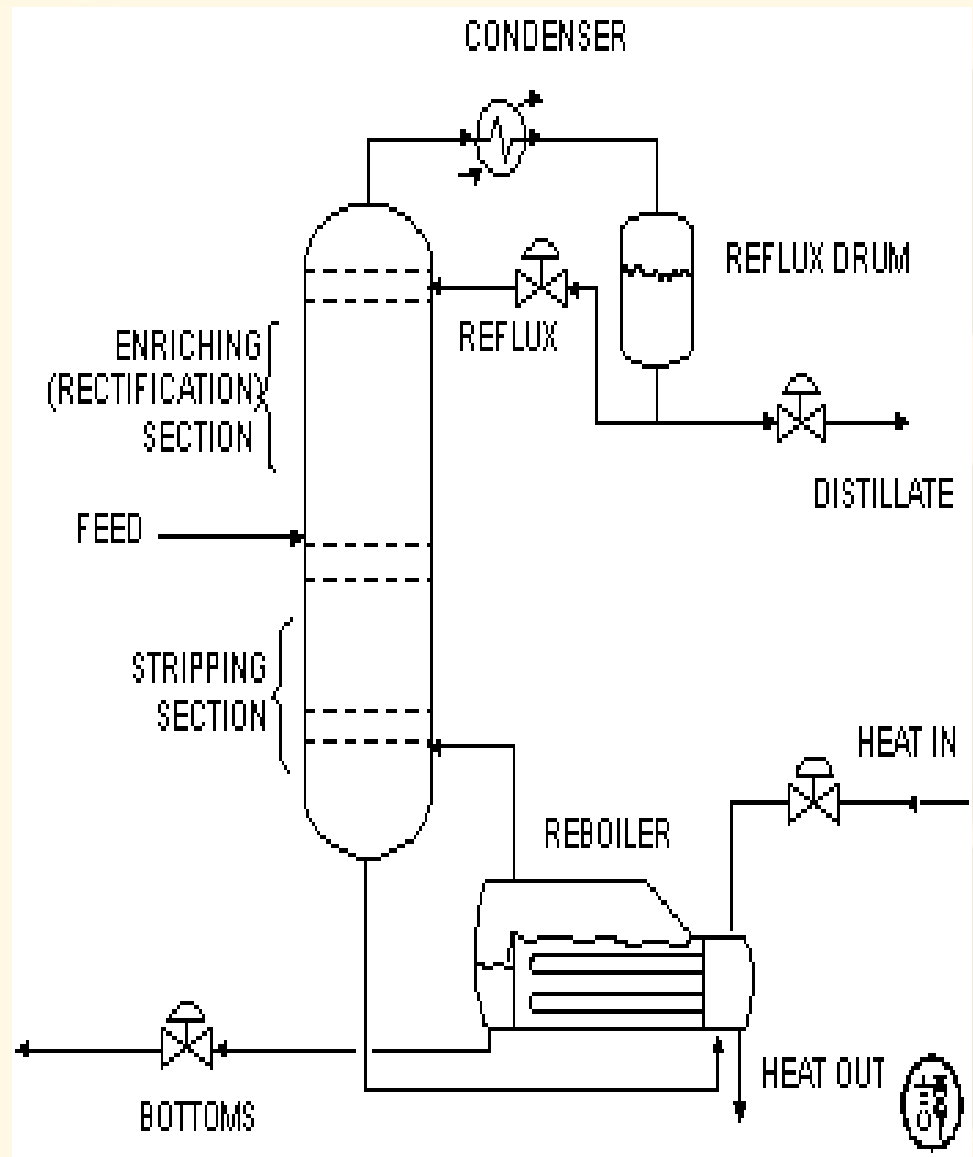 CONDENSER
REFLUX DRUM
REFLUX
ENRICHING
(RECTIFICATION)
SECTION
DISTILLATE
FEED
STRIPPING
SECTION
HEAT IN
REBOILER
HEAT OUT
BOTTOMS